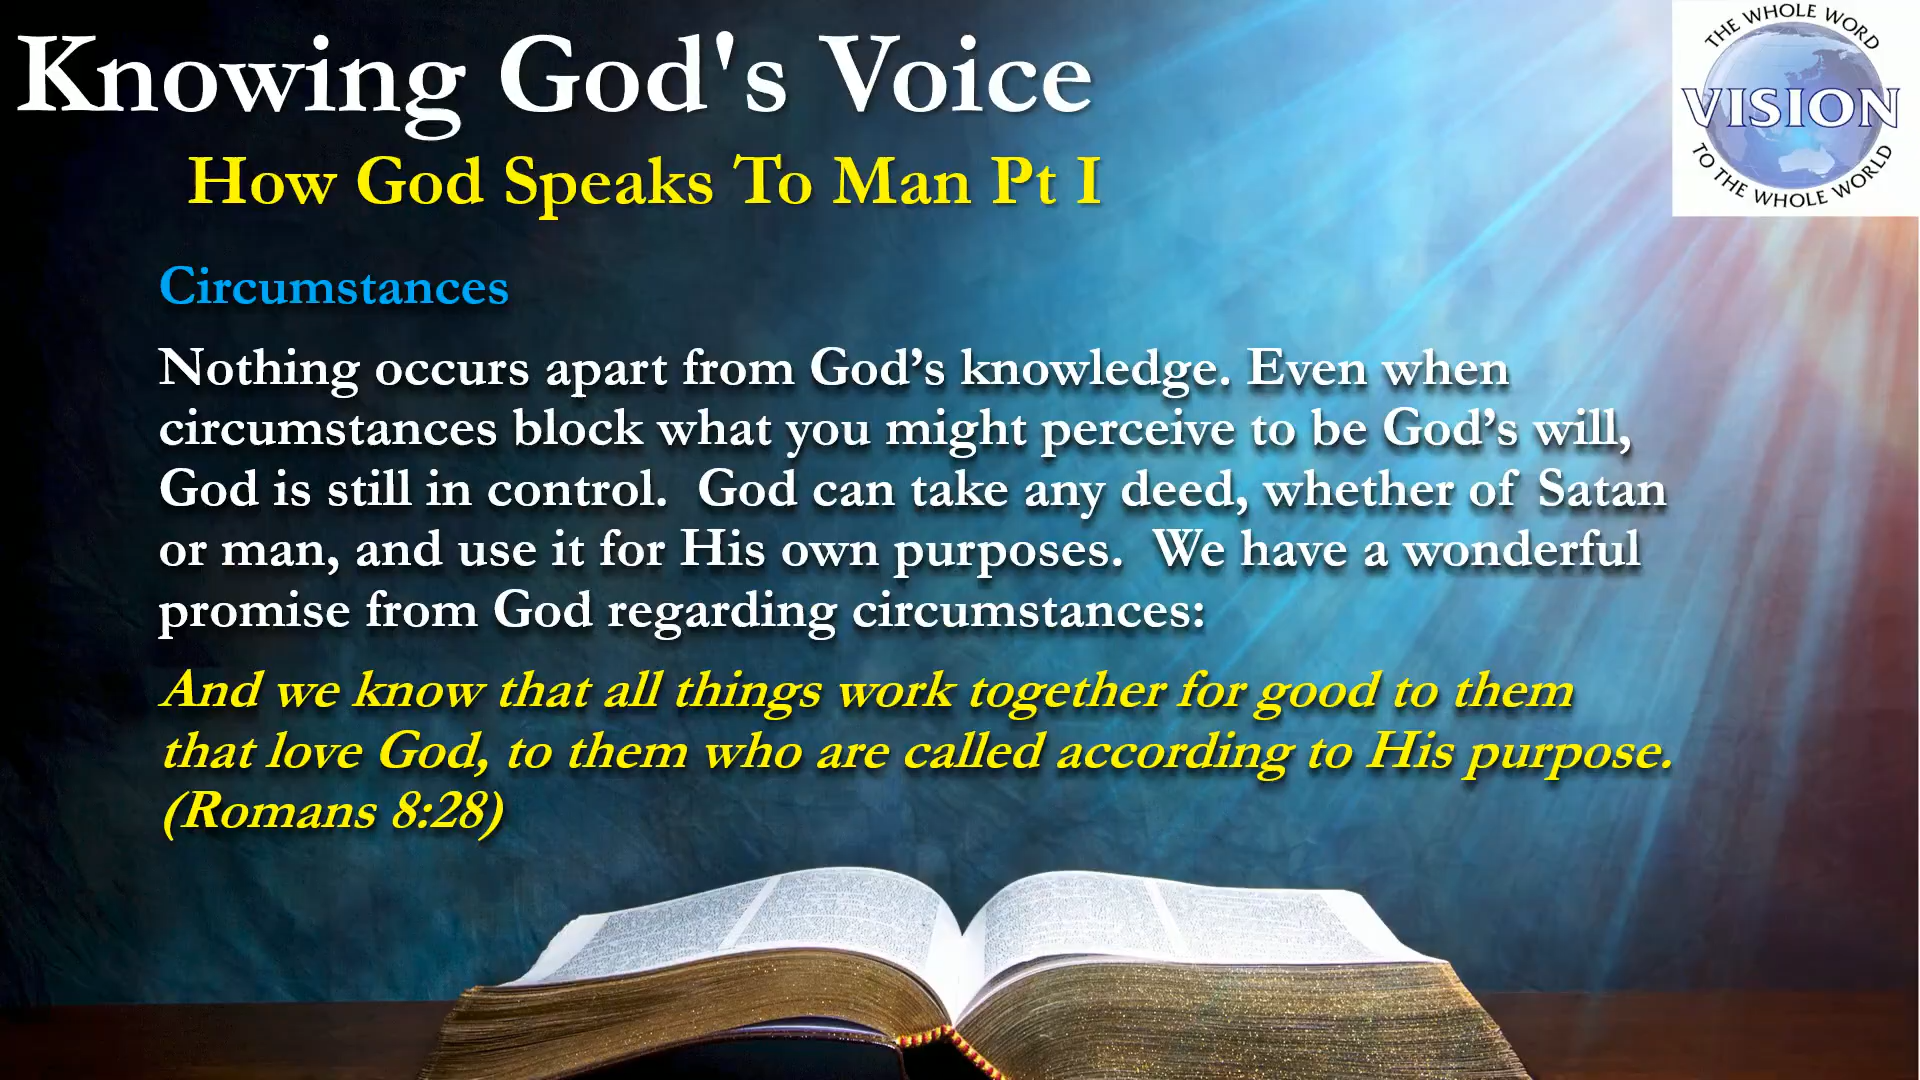 Knowing God's Voice
How God Speaks To Man Pt I
THE WHOLE WORD
VISION
TO THE WHOLE WORLD
Circumstances
Nothing occurs apart from God’s knowledge. Even when
circumstances block what you might perceive to be God’s will,
God is still in control.  God can take any deed, whether of Satan
or man, and use it for His own purposes.  We have a wonderful
promise from God regarding circumstances:
And we know that all things work together for good to them
that love God, to them who are called according to His purpose.
(Romans 8:28)